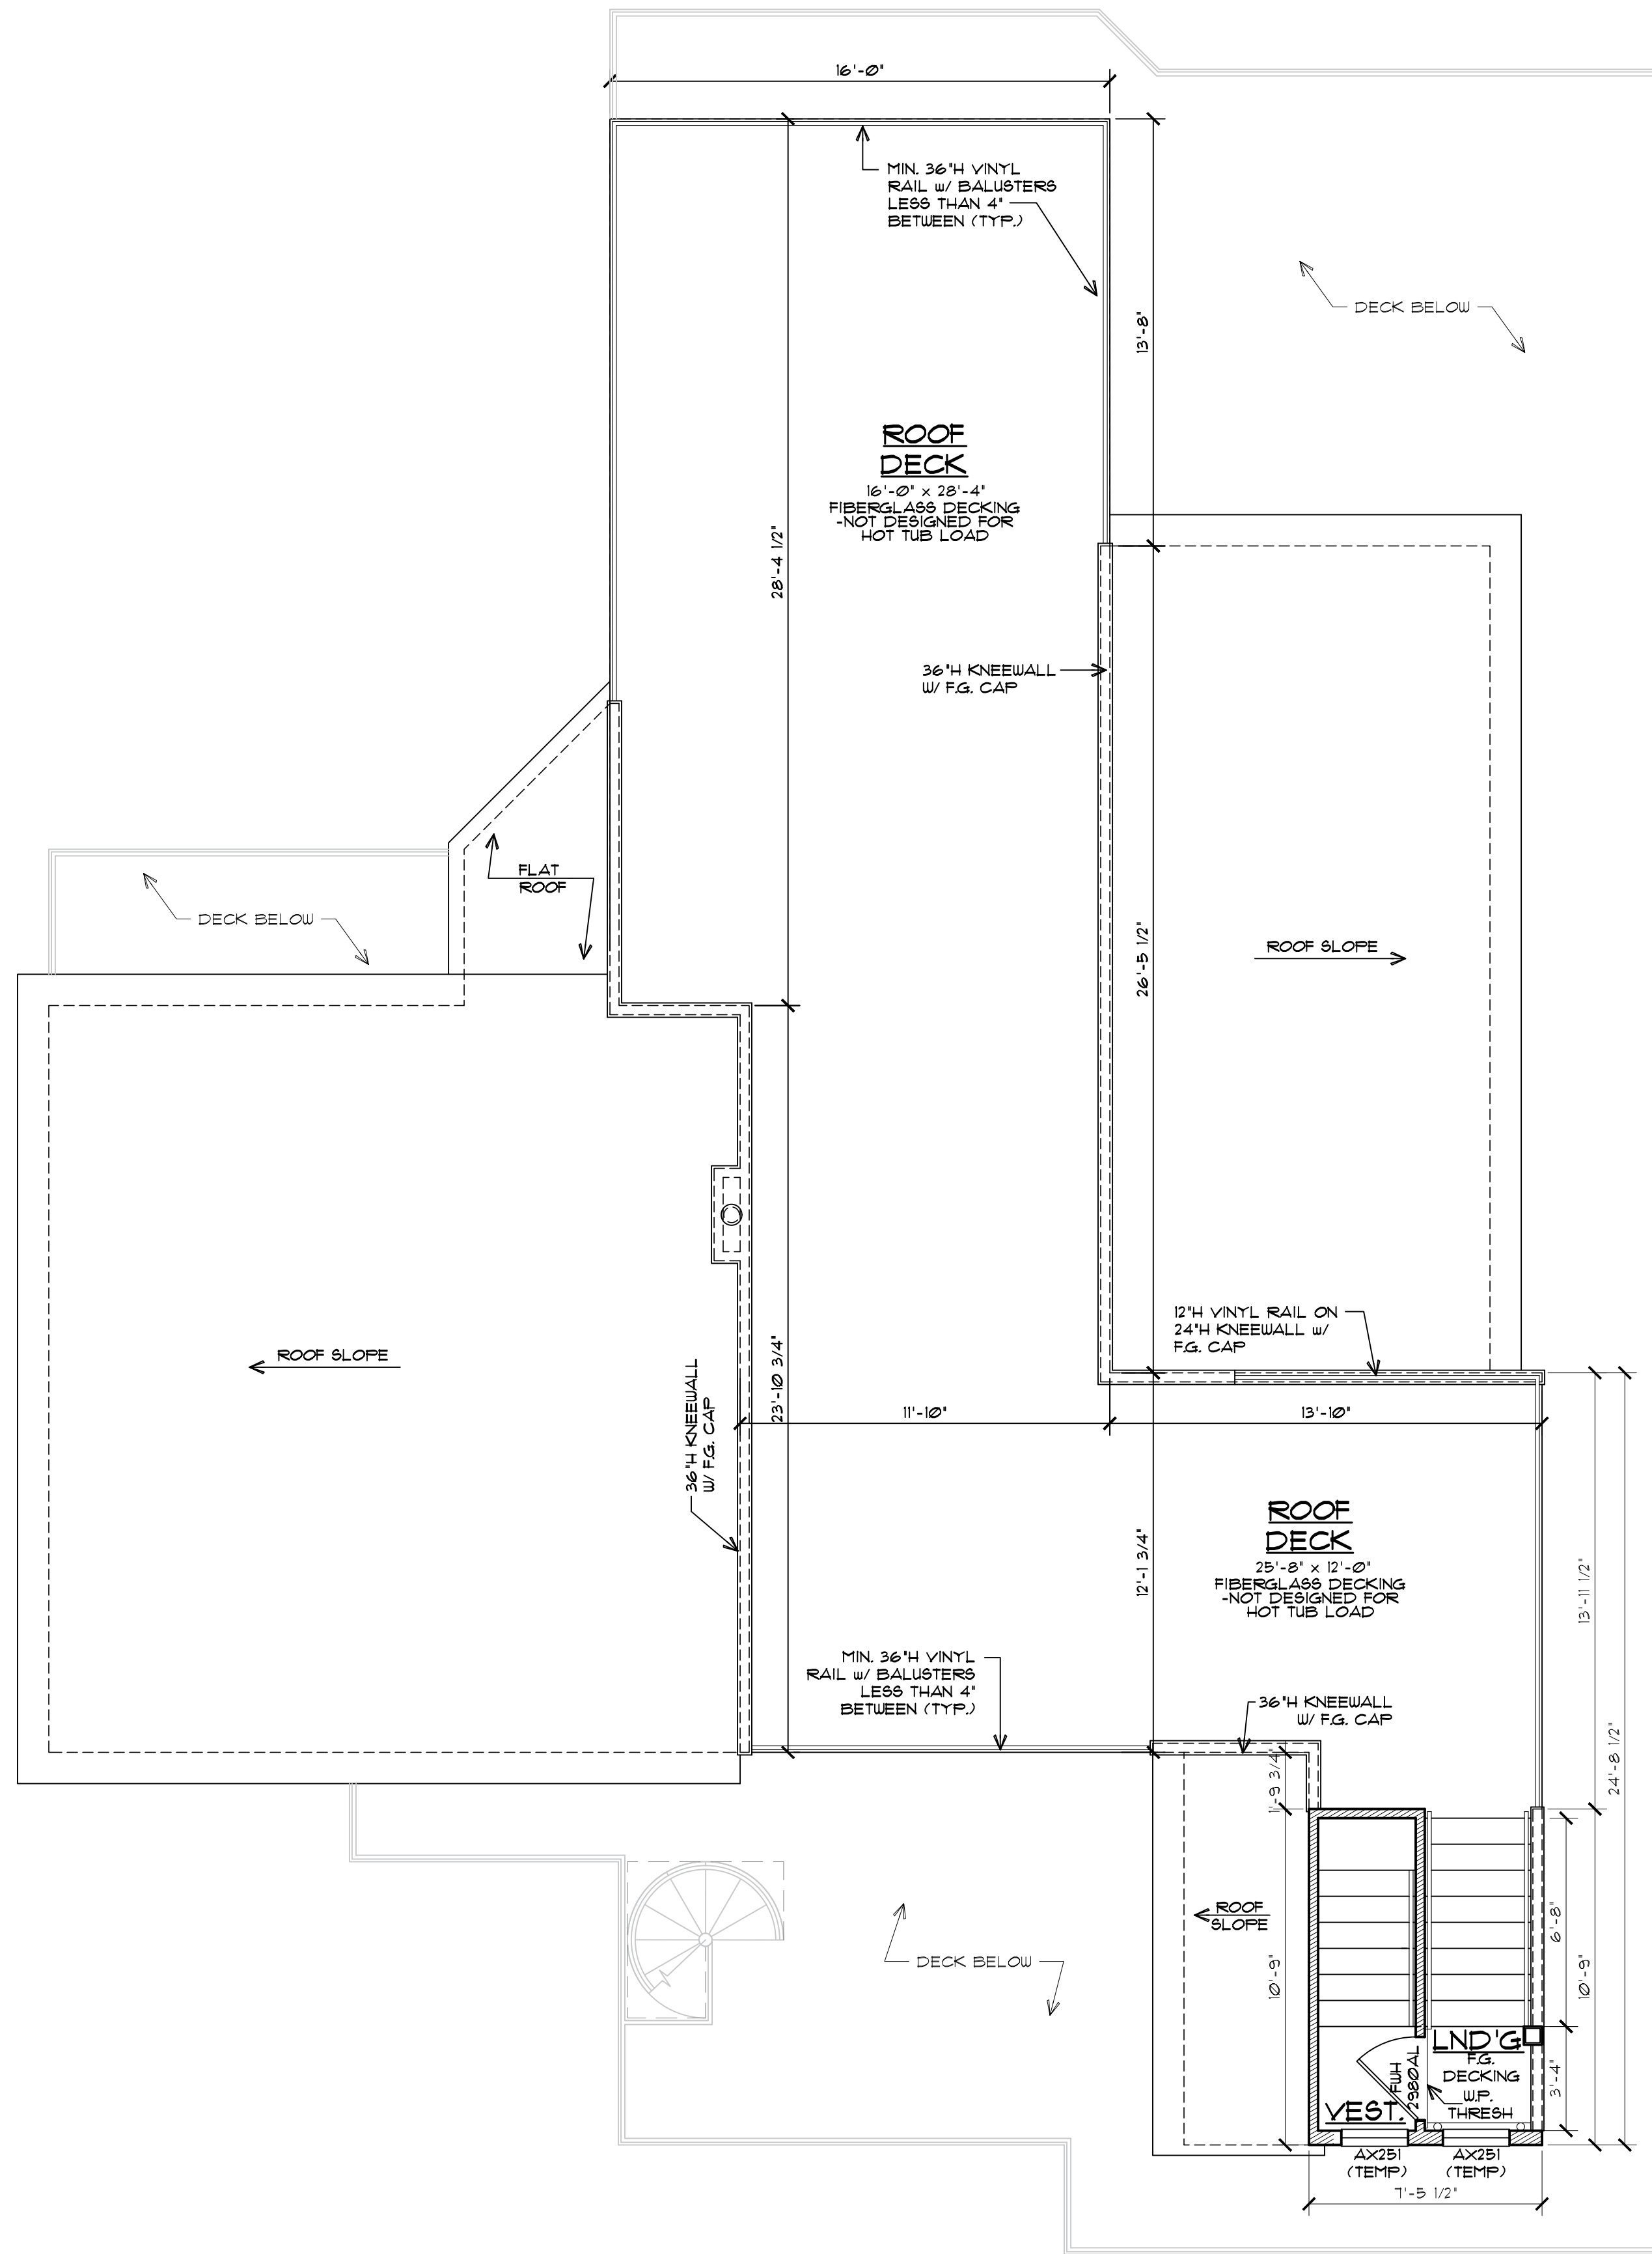 16'-0"
MIN. 36"H VINYL
RAIL w/ BALUSTERS
LESS THAN 4"
BETWEEN (TYP.)
13'-8"
DECK BELOW
ROOF
DECK
16'-0" x 28'-4"
FIBERGLASS DECKING
-NOT DESIGNED FOR
HOT TUB LOAD
28'-4 1/2"
36"H KNEEWALL
W/ F.G. CAP
FLAT
ROOF
DECK BELOW
ROOF SLOPE
26'-5 1/2"
12"H VINYL RAIL ON
24"H KNEEWALL w/
F.G. CAP
ROOF SLOPE
23'-10 3/4"
36"H KNEEWALL
W/ F.G. CAP
11'-10"
13'-10"
ROOF
DECK
25'-8" x 12'-0"
FIBERGLASS DECKING
-NOT DESIGNED FOR
HOT TUB LOAD
12'-1 3/4"
13'-11 1/2"
MIN. 36"H VINYL
RAIL w/ BALUSTERS
LESS THAN 4"
BETWEEN (TYP.)
36"H KNEEWALL
W/ F.G. CAP
24'-8 1/2"
1'-9 3/4"
ROOF
SLOPE
6'-8"
DECK BELOW
10'-9"
10'-9"
LND'G
F.G.
DECKING
FWH
2980AL
W.P.
THRESH
3'-4"
VEST.
AX251
(TEMP)
AX251
(TEMP)
7'-5 1/2"